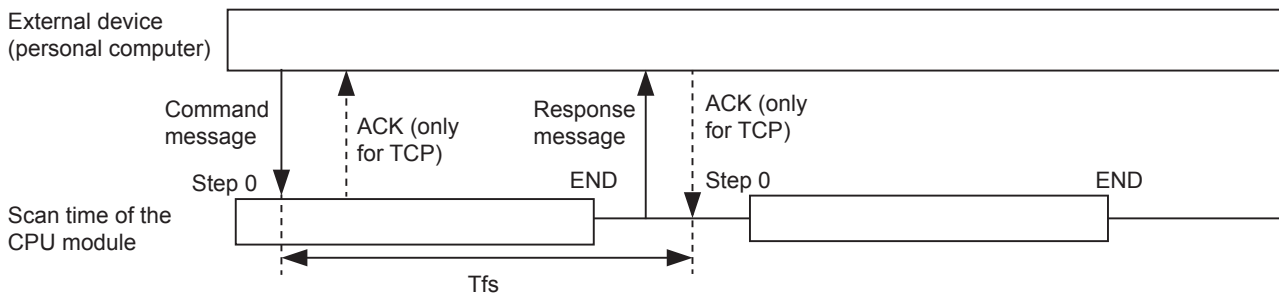 External device
(personal computer)
Command
message
ACK (only
for TCP)
Response
message
ACK (only
for TCP)
Step 0
END
Step 0
END
Scan time of the
CPU module
Tfs